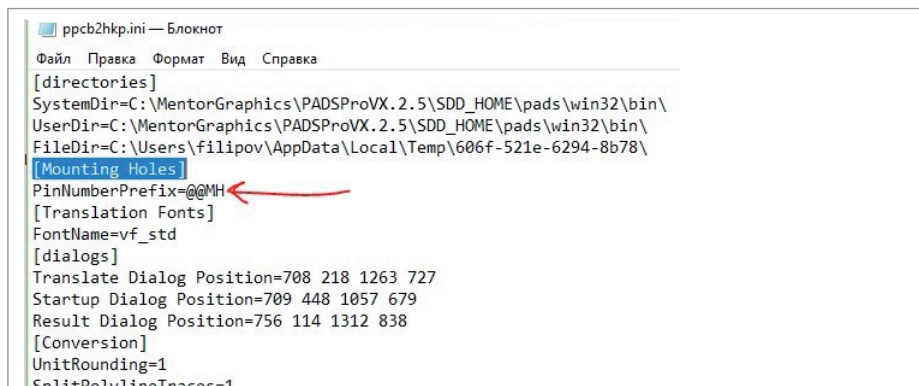 ppcb2hkp.ini — Блокнот
Файл Правка Формат Вид Справка
[directories]
SystemDir=C:\MentorGraphics\PADSProVX.2.5\SDD_HOME\pads\win32\bin\
UserDir=C:\MentorGraphics\PADSProVX.2.5\SDD_HOME\pads\win32\bin\
FileDir=C:\Users\filipov\AppData\Local\Temp\606f-521e-6294-8b78\
[Mounting Holes]
PinNumberPrefix=@@MH
[Translation Fonts]
FontName=vf_std
[dialogs]
Translate Dialog Position=708 218 1263 727
Startup Dialog Position=709 448 1057 679
Result Dialog Position=756 114 1312 838
[Conversion]
UnitRounding=1
SplitPolylineTraces=1